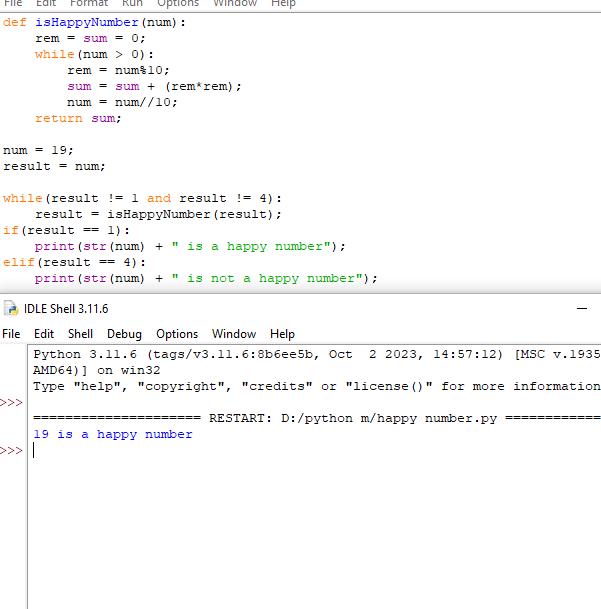 File Edit Format Run Options Window Help
def isHappyNumber(num):
    rem = sum = 0;
    while(num > 0):
        rem = num%10;
        sum = sum + (rem*rem);
        num = num//10;
    return sum;
num = 19;
result = num;
while(result != 1 and result != 4):
    result = isHappyNumber(result);
if(result == 1):
    print(str(num) + " is a happy number");
elif(result == 4):
    print(str(num) + " is not a happy number");
IDLE Shell 3.11.6
File Edit Shell Debug Options Window Help
Python 3.11.6 (tags/v3.11.6:8b6ee5b, Oct  2 2023, 14:57:12) [MSC v.1935
AMD64)] on win32
Type "help", "copyright", "credits" or "license()" for more information
>>>
===================== RESTART: D:/python m/happy number.py ============
19 is a happy number
>>>